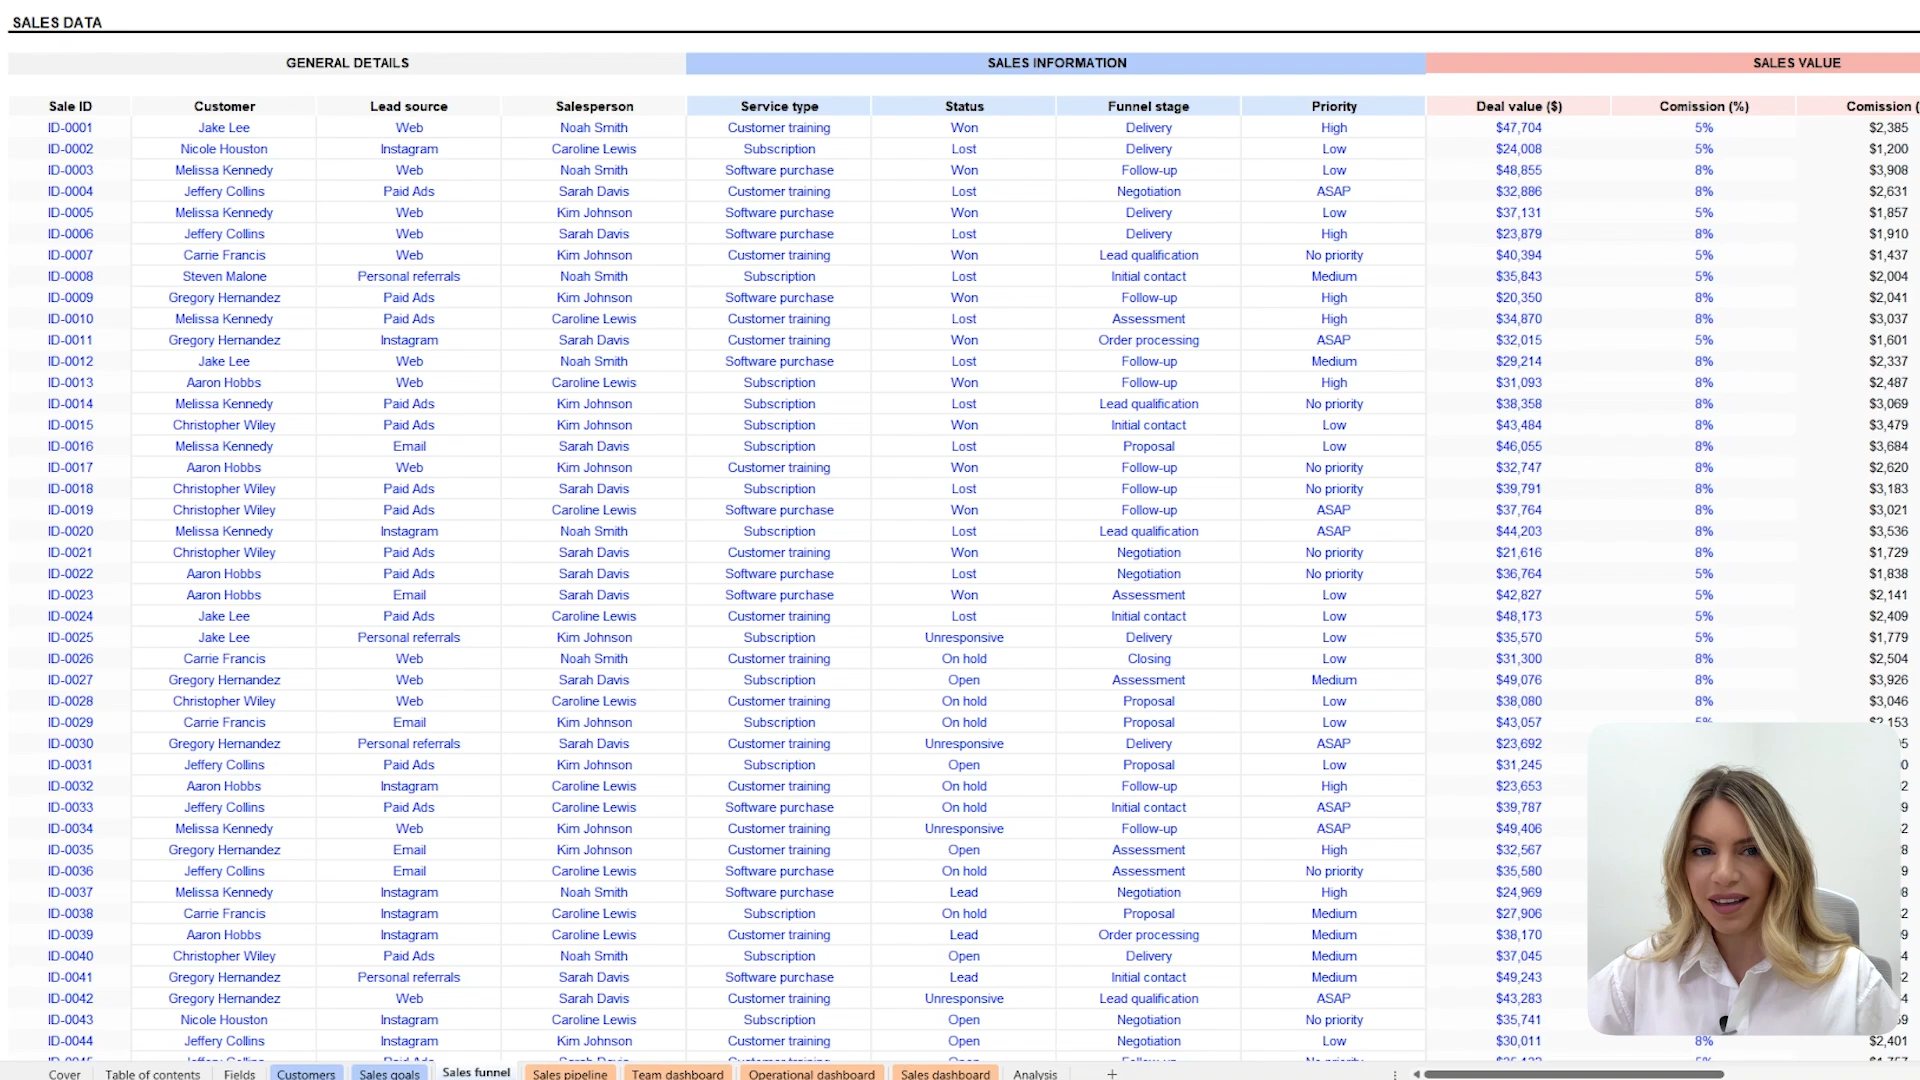 SALES DATA
GENERAL DETAILS SALES INFORMATION SALES VALUE
Sale ID Customer Lead source Salesperson Service type Status Funnel stage Priority Deal value ($) Comission (%) Comission (
ID-0001 Jake Lee Web Noah Smith Customer training Won Delivery High $47,704 5% $2,385
ID-0002 Nicole Houston Instagram Caroline Lewis Subscription Lost Delivery Low $24,008 5% $1,200
ID-0003 Melissa Kennedy Web Noah Smith Software purchase Won Follow-up Low $48,855 8% $3,908
ID-0004 Jeffery Collins Paid Ads Sarah Davis Customer training Lost Negotiation ASAP $32,886 8% $2,631
ID-0005 Melissa Kennedy Web Kim Johnson Software purchase Won Delivery Low $37,131 5% $1,857
ID-0006 Jeffery Collins Web Sarah Davis Software purchase Lost Delivery High $23,879 8% $1,910
ID-0007 Carrie Francis Web Kim Johnson Customer training Won Lead qualification No priority $40,394 5% $1,437
ID-0008 Steven Malone Personal referrals Noah Smith Subscription Lost Initial contact Medium $35,843 5% $2,004
ID-0009 Gregory Hernandez Paid Ads Kim Johnson Software purchase Won Follow-up High $20,350 8% $2,041
ID-0010 Melissa Kennedy Paid Ads Caroline Lewis Customer training Lost Assessment High $34,870 8% $3,037
ID-0011 Gregory Hernandez Instagram Sarah Davis Customer training Won Order processing ASAP $32,015 5% $1,601
ID-0012 Jake Lee Web Noah Smith Software purchase Lost Follow-up Medium $29,214 8% $2,337
ID-0013 Aaron Hobbs Web Caroline Lewis Subscription Won Follow-up High $31,093 8% $2,487
ID-0014 Melissa Kennedy Paid Ads Kim Johnson Subscription Lost Lead qualification No priority $38,358 8% $3,069
ID-0015 Christopher Wiley Paid Ads Kim Johnson Subscription Won Initial contact Low $43,484 8% $3,479
ID-0016 Melissa Kennedy Email Sarah Davis Subscription Lost Proposal Low $46,055 8% $3,684
ID-0017 Aaron Hobbs Web Kim Johnson Customer training Won Follow-up No priority $32,747 8% $2,620
ID-0018 Christopher Wiley Paid Ads Sarah Davis Subscription Lost Follow-up No priority $39,791 8% $3,183
ID-0019 Christopher Wiley Paid Ads Caroline Lewis Software purchase Won Follow-up ASAP $37,764 8% $3,021
ID-0020 Melissa Kennedy Instagram Noah Smith Subscription Lost Lead qualification ASAP $44,203 8% $3,536
ID-0021 Christopher Wiley Paid Ads Sarah Davis Customer training Won Negotiation No priority $21,616 8% $1,729
ID-0022 Aaron Hobbs Paid Ads Sarah Davis Software purchase Lost Negotiation No priority $36,764 5% $1,838
ID-0023 Aaron Hobbs Email Sarah Davis Software purchase Won Assessment Low $42,827 5% $2,141
ID-0024 Jake Lee Paid Ads Caroline Lewis Customer training Lost Initial contact Low $48,173 5% $2,409
ID-0025 Jake Lee Personal referrals Kim Johnson Subscription Unresponsive Delivery Low $35,570 5% $1,779
ID-0026 Carrie Francis Web Noah Smith Customer training On hold Closing Low $31,300 8% $2,504
ID-0027 Gregory Hernandez Web Sarah Davis Subscription Open Assessment Medium $49,076 8% $3,926
ID-0028 Christopher Wiley Web Caroline Lewis Customer training On hold Proposal Low $38,080 8% $3,046
ID-0029 Carrie Francis Email Kim Johnson Subscription On hold Proposal Low $43,057 5% $2,153
ID-0030 Gregory Hernandez Personal referrals Sarah Davis Customer training Unresponsive Delivery ASAP $23,692
ID-0031 Jeffery Collins Paid Ads Kim Johnson Subscription Open Proposal Low $31,245
ID-0032 Aaron Hobbs Instagram Caroline Lewis Customer training On hold Follow-up High $23,653
ID-0033 Jeffery Collins Paid Ads Caroline Lewis Software purchase On hold Initial contact ASAP $39,787
ID-0034 Melissa Kennedy Web Kim Johnson Customer training Unresponsive Follow-up ASAP $49,406
ID-0035 Gregory Hernandez Email Kim Johnson Customer training Open Assessment High $32,567
ID-0036 Jeffery Collins Email Caroline Lewis Software purchase On hold Assessment No priority $35,580
ID-0037 Melissa Kennedy Instagram Noah Smith Software purchase Lead Negotiation High $24,969
ID-0038 Carrie Francis Instagram Caroline Lewis Subscription On hold Proposal Medium $27,906
ID-0039 Aaron Hobbs Instagram Caroline Lewis Customer training Lead Order processing Medium $38,170
ID-0040 Christopher Wiley Paid Ads Noah Smith Subscription Open Delivery Medium $37,045
ID-0041 Gregory Hernandez Personal referrals Sarah Davis Software purchase Lead Initial contact Medium $49,243
ID-0042 Gregory Hernandez Web Sarah Davis Customer training Unresponsive Lead qualification ASAP $43,283
ID-0043 Nicole Houston Instagram Caroline Lewis Subscription Open Negotiation No priority $35,741
ID-0044 Jeffery Collins Instagram Kim Johnson Customer training Open Negotiation Low $30,011 8% $2,401
Cover Table of contents Fields Customers Sales goals Sales funnel Sales pipeline Team dashboard Operational dashboard Sales dashboard Analysis +